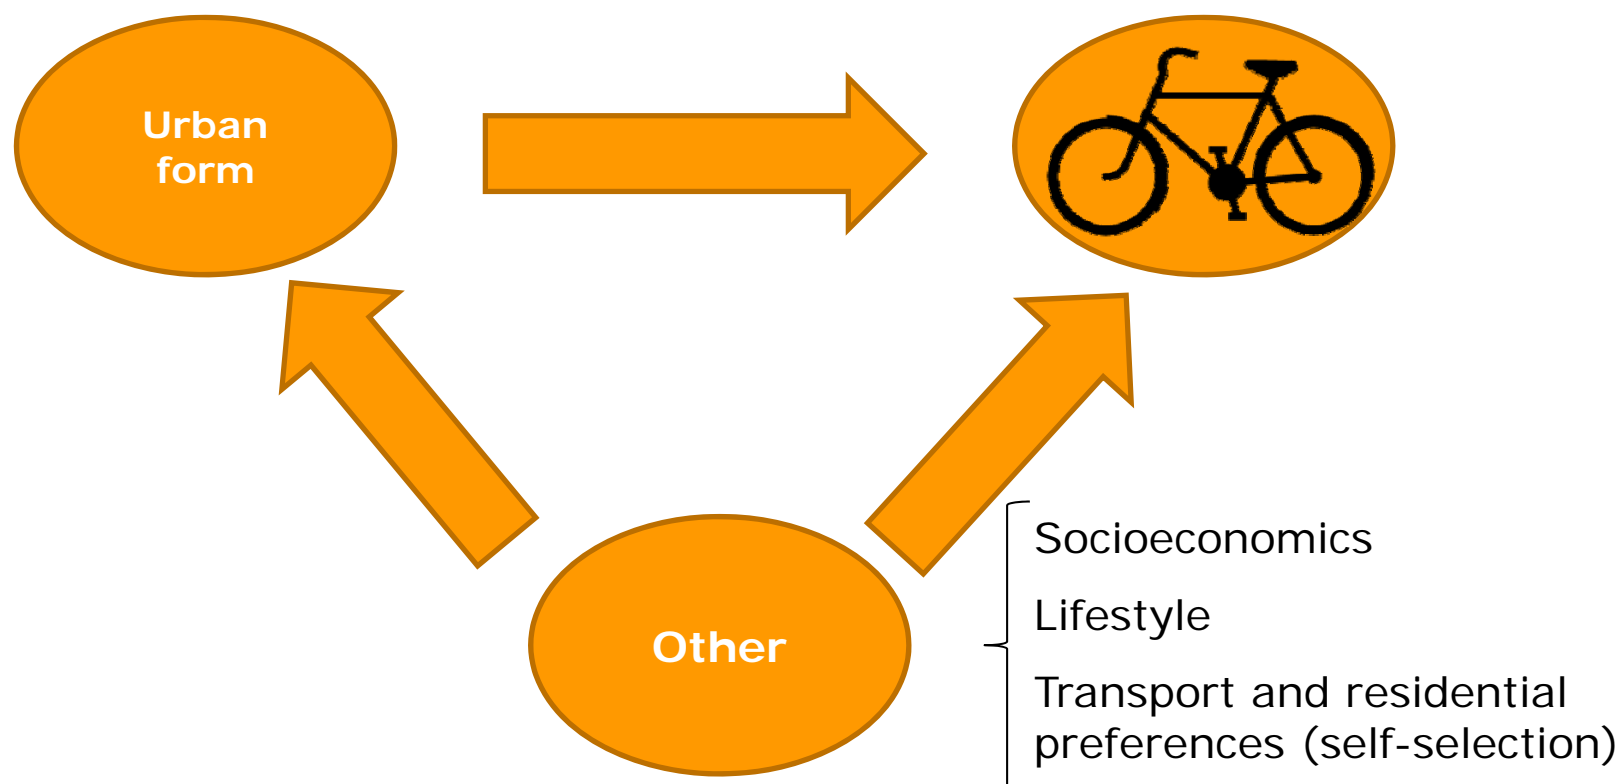 Urban
form
Other
Socioeconomics
Lifestyle
Transport and residential
preferences (self-selection)